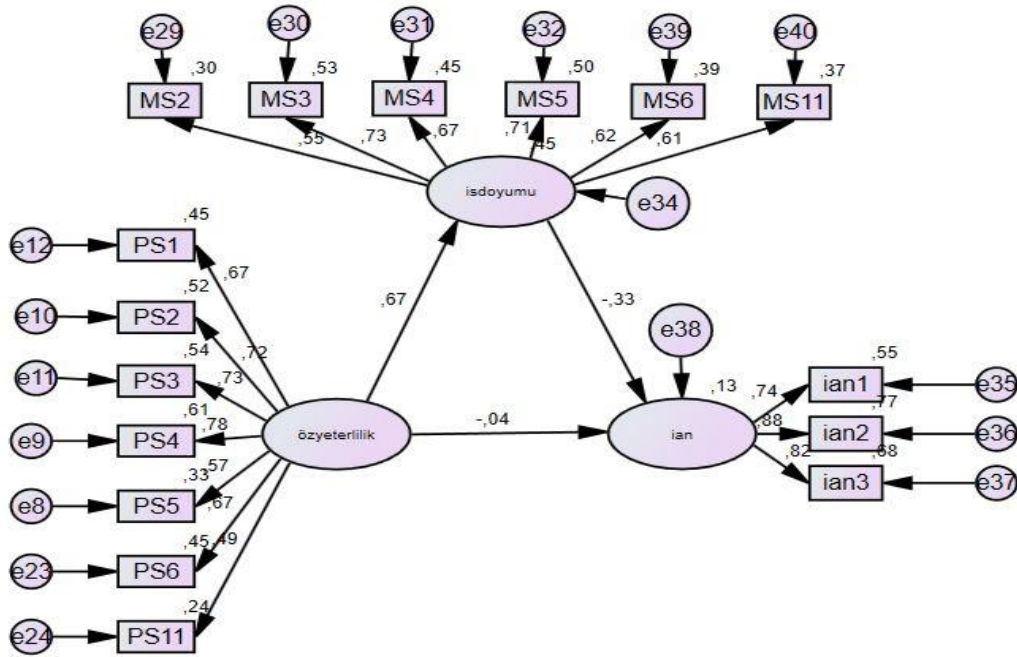 e29 e30 e31 e32 e39 e40
,30 ,53 ,45 ,50 ,39 ,37
MS2 MS3 MS4 MS5 MS6 MS11
,55 ,73 ,67 ,71 ,45 ,62 ,61
isdoyumu
e34
,45
e12 PS1
,67
,52
e10 PS2
,72
,54
e11 PS3
,73
,61
e9 PS4
,78
,57
,33
e8 PS5
,67
,45 ,49
e23 PS6
,24
e24 PS11
özyeterlilik
,67
-,33
-,04
e38
,13
ian
,74 ,55
ian1 e35
,88 ,77
ian2 e36
,82 ,68
ian3 e37